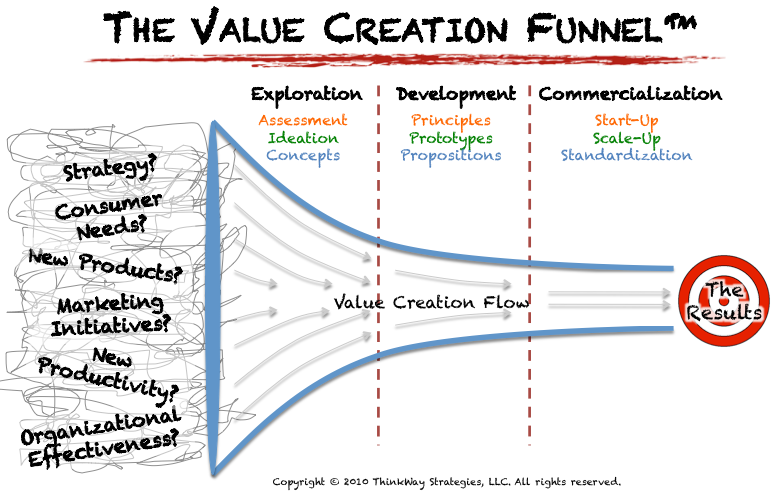 THE VALUE CREATION FUNNEL™
Exploration
Assessment
Ideation
Concepts
Development
Principles
Prototypes
Propositions
Commercialization
Start-Up
Scale-Up
Standardization
Strategy?
Consumer
Needs?
New Products?
Marketing
Initiatives?
New
Productivity?
Organizational
Effectiveness?
Value Creation Flow
The
Results
Copyright © 2010 ThinkWay Strategies, LLC. All rights reserved.